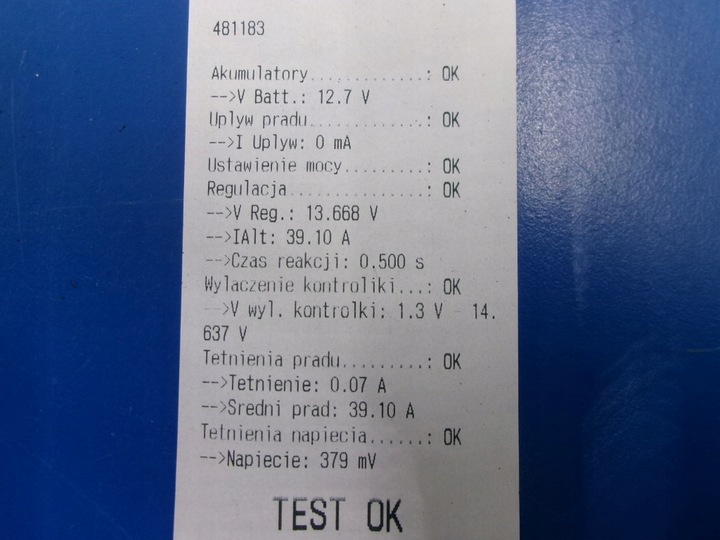 481183
Akumulatory.............: OK
-->V Batt.: 12.7 V
Uplyw pradu.............: OK
-->I Uplyw: 0 mA
Ustawienie mocy.........: OK
Regulacja...............: OK
-->V Reg.: 13.668 V
-->IAlt: 39.10 A
-->Czas reakcji: 0.500 s
Wylaczenie kontroliki...: OK
-->V wyl. kontrolki: 1.3 V - 14.
637 V
Tetnienia pradu.........: OK
-->Tetnienie: 0.07 A
-->Sredni prad: 39.10 A
Tetnienia napiecia......: OK
-->Napiecie: 379 mV
TEST OK